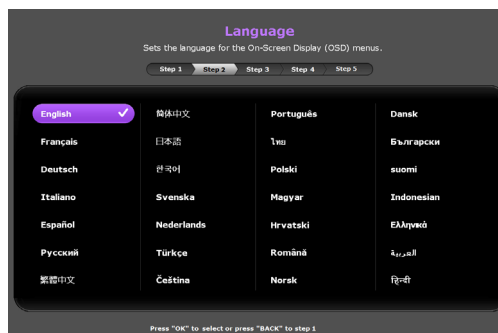 Language
Sets the language for the On-Screen Display (OSD) menus.
Step 1 Step 2 Step 3 Step 4 Step 5
English
Français
Deutsch
Italiano
Español
Русский
繁體中文
简体中文
日本語
한국어
Svenska
Nederlands
Türkçe
Čeština
Português
ไทย
Polski
Magyar
Hrvatski
Română
Norsk
Dansk
Български
suomi
Indonesian
Ελληνικά
العربية
हिन्दी
Press "OK" to select or press "BACK" to step 1